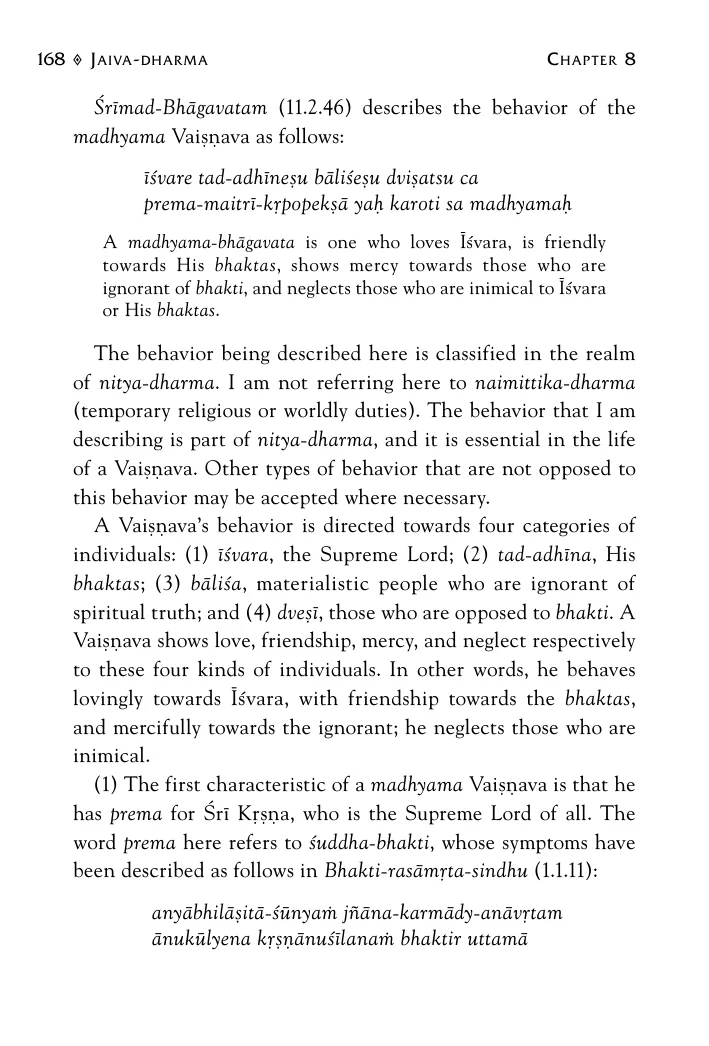 168 ◊ Jaiva-dharma Chapter 8
Śrīmad-Bhāgavatam (11.2.46) describes the behavior of the
madhyama Vaiṣṇava as follows:
īśvare tad-adhīneṣu bāliśeṣu dviṣatsu ca
prema-maitrī-kṛpopekṣā yaḥ karoti sa madhyamaḥ
A madhyama-bhāgavata is one who loves Īśvara, is friendly
towards His bhaktas, shows mercy towards those who are
ignorant of bhakti, and neglects those who are inimical to Īśvara
or His bhaktas.
The behavior being described here is classified in the realm
of nitya-dharma. I am not referring here to naimittika-dharma
(temporary religious or worldly duties). The behavior that I am
describing is part of nitya-dharma, and it is essential in the life
of a Vaiṣṇava. Other types of behavior that are not opposed to
this behavior may be accepted where necessary.
A Vaiṣṇava's behavior is directed towards four categories of
individuals: (1) īśvara, the Supreme Lord; (2) tad-adhīna, His
bhaktas; (3) bāliśa, materialistic people who are ignorant of
spiritual truth; and (4) dveṣī, those who are opposed to bhakti. A
Vaiṣṇava shows love, friendship, mercy, and neglect respectively
to these four kinds of individuals. In other words, he behaves
lovingly towards Īśvara, with friendship towards the bhaktas,
and mercifully towards the ignorant; he neglects those who are
inimical.
(1) The first characteristic of a madhyama Vaiṣṇava is that he
has prema for Śrī Kṛṣṇa, who is the Supreme Lord of all. The
word prema here refers to śuddha-bhakti, whose symptoms have
been described as follows in Bhakti-rasāmṛta-sindhu (1.1.11):
anyābhilāṣitā-śūnyaṁ jñāna-karmādy-anāvṛtam
ānukūlyena kṛṣṇānuśīlanaṁ bhaktir uttamā